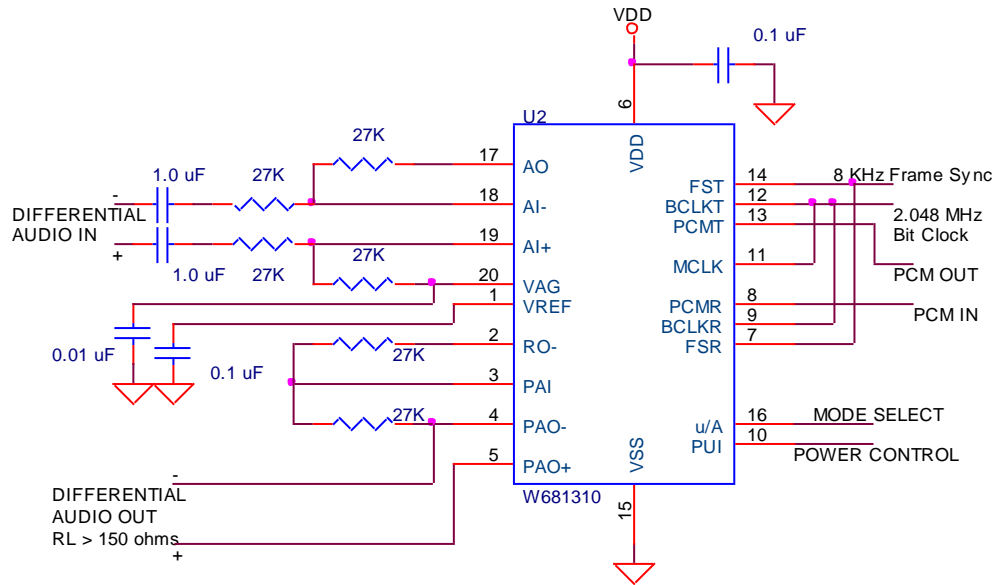 VDD
0.1 uF
6
U2
VDD
27K
17
AO
1.0 uF
27K
18
AI-
-
DIFFERENTIAL
AUDIO IN
+
19
AI+
1.0 uF
27K
27K
20
VAG
1
VREF
0.01 uF
0.1 uF
2
RO-
27K
3
PAI
27K
4
PAO-
5
PAO+
-
DIFFERENTIAL
AUDIO OUT
RL > 150 ohms
+
14
FST
8 KHz Frame Sync
12
BCLKT
13
PCMT
2.048 MHz
Bit Clock
11
MCLK
PCM OUT
8
PCMR
PCM IN
9
BCLKR
7
FSR
16
u/A
MODE SELECT
10
PUI
POWER CONTROL
VSS
15
W681310